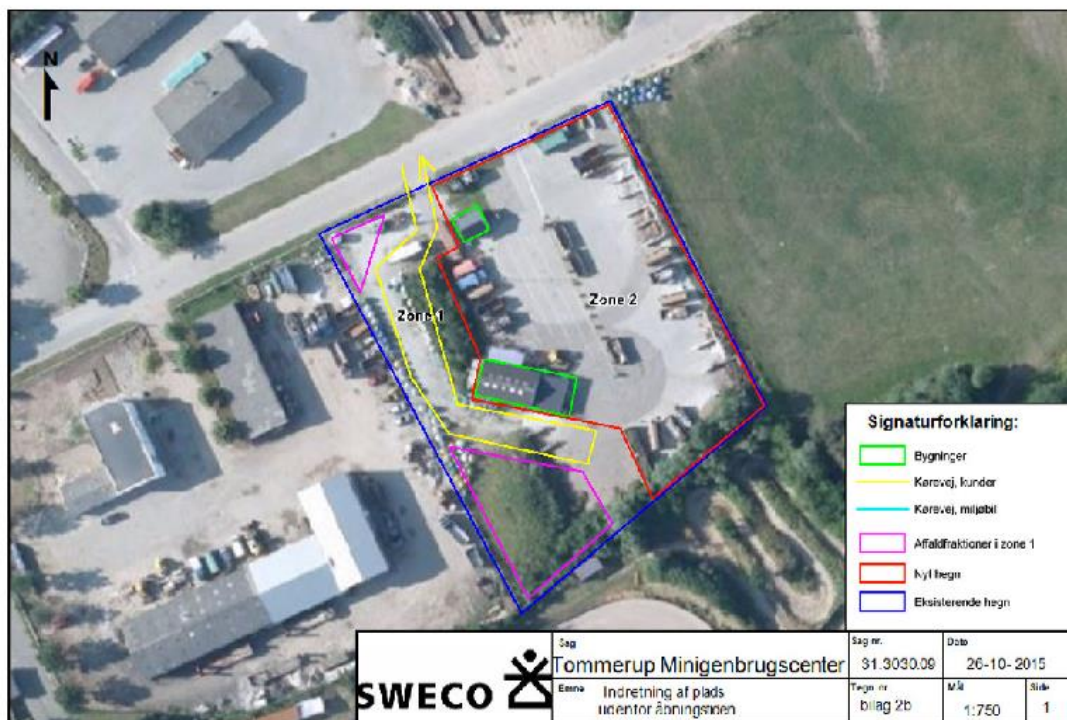 N
Zone 1
Zone 2
Signaturforklaring:
Bygninger
Kørevej, kunder
Kørevej, miljøbil
Affaldfraktioner i zone 1
Nyt hegn
Eksisterende hegn
SWECO
Sag
Tommerup Minigenbrugscenter
Sag nr.
31.3030.09
Dato
26-10-2015
Emne
Indretning af plads
udenfor åbningstiden
Tegn. nr
bilag 2b
Mål
1:750
Side
1